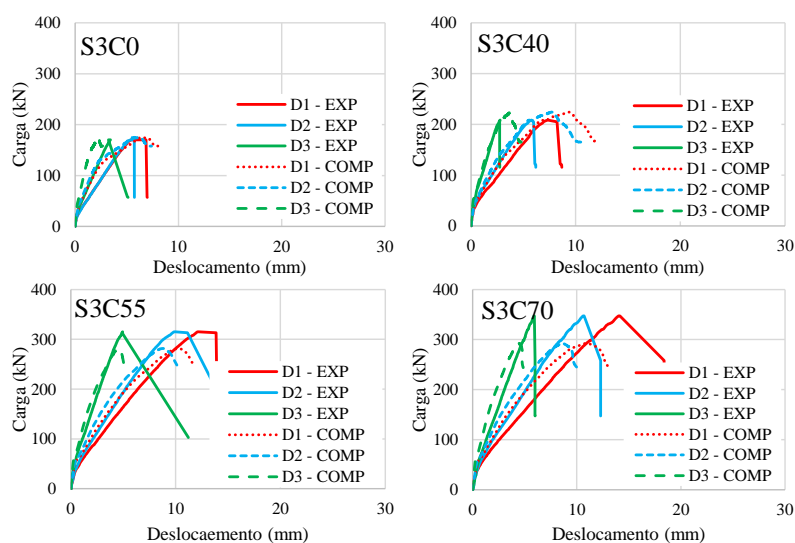 S3C0
Carga (kN)
400
300
200
100
0
0
10
20
30
Deslocamento (mm)
D1 - EXP
D2 - EXP
D3 - EXP
D1 - COMP
D2 - COMP
D3 - COMP
S3C40
Carga (kN)
400
300
200
100
0
0
10
20
30
Deslocamento (mm)
D1 - EXP
D2 - EXP
D3 - EXP
D1 - COMP
D2 - COMP
D3 - COMP
S3C55
Carga (kN)
400
300
200
100
0
0
10
20
30
Deslocaemento (mm)
D1 - EXP
D2 - EXP
D3 - EXP
D1 - COMP
D2 - COMP
D3 - COMP
S3C70
Carga (kN)
400
300
200
100
0
0
10
20
30
Deslocamento (mm)
D1 - EXP
D2 - EXP
D3 - EXP
D1 - COMP
D2 - COMP
D3 - COMP